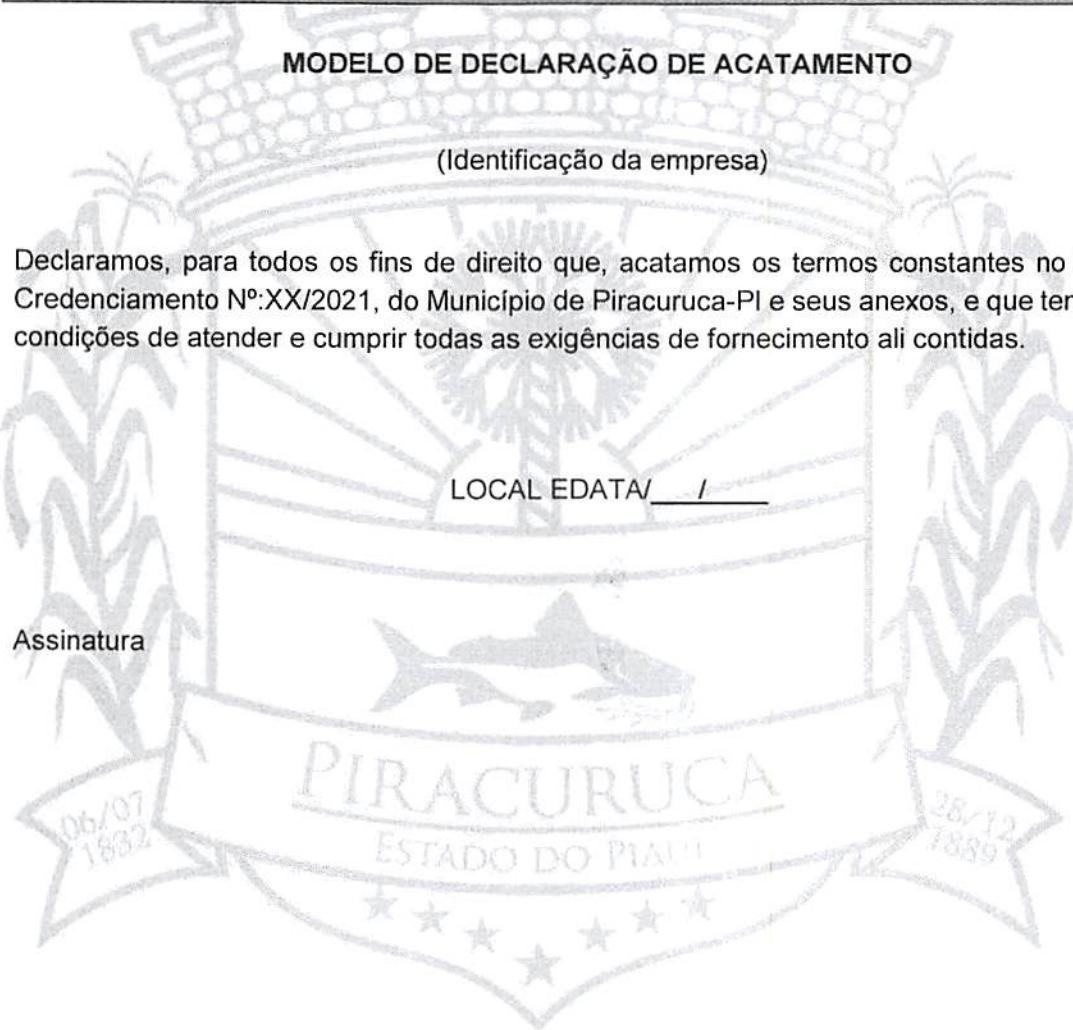 MODELO DE DECLARAÇÃO DE ACATAMENTO
(Identificação da empresa)
Declaramos, para todos os fins de direito que, acatamos os termos constantes no
Credenciamento Nº:XX/2021, do Município de Piracuruca-PI e seus anexos, e que
condições de atender e cumprir todas as exigências de fornecimento ali contidas.
LOCAL EDATA/___/____
Assinatura
PIRACURUCA
06/07
1832
28/12
1889
ESTADO DO PIAUÍ